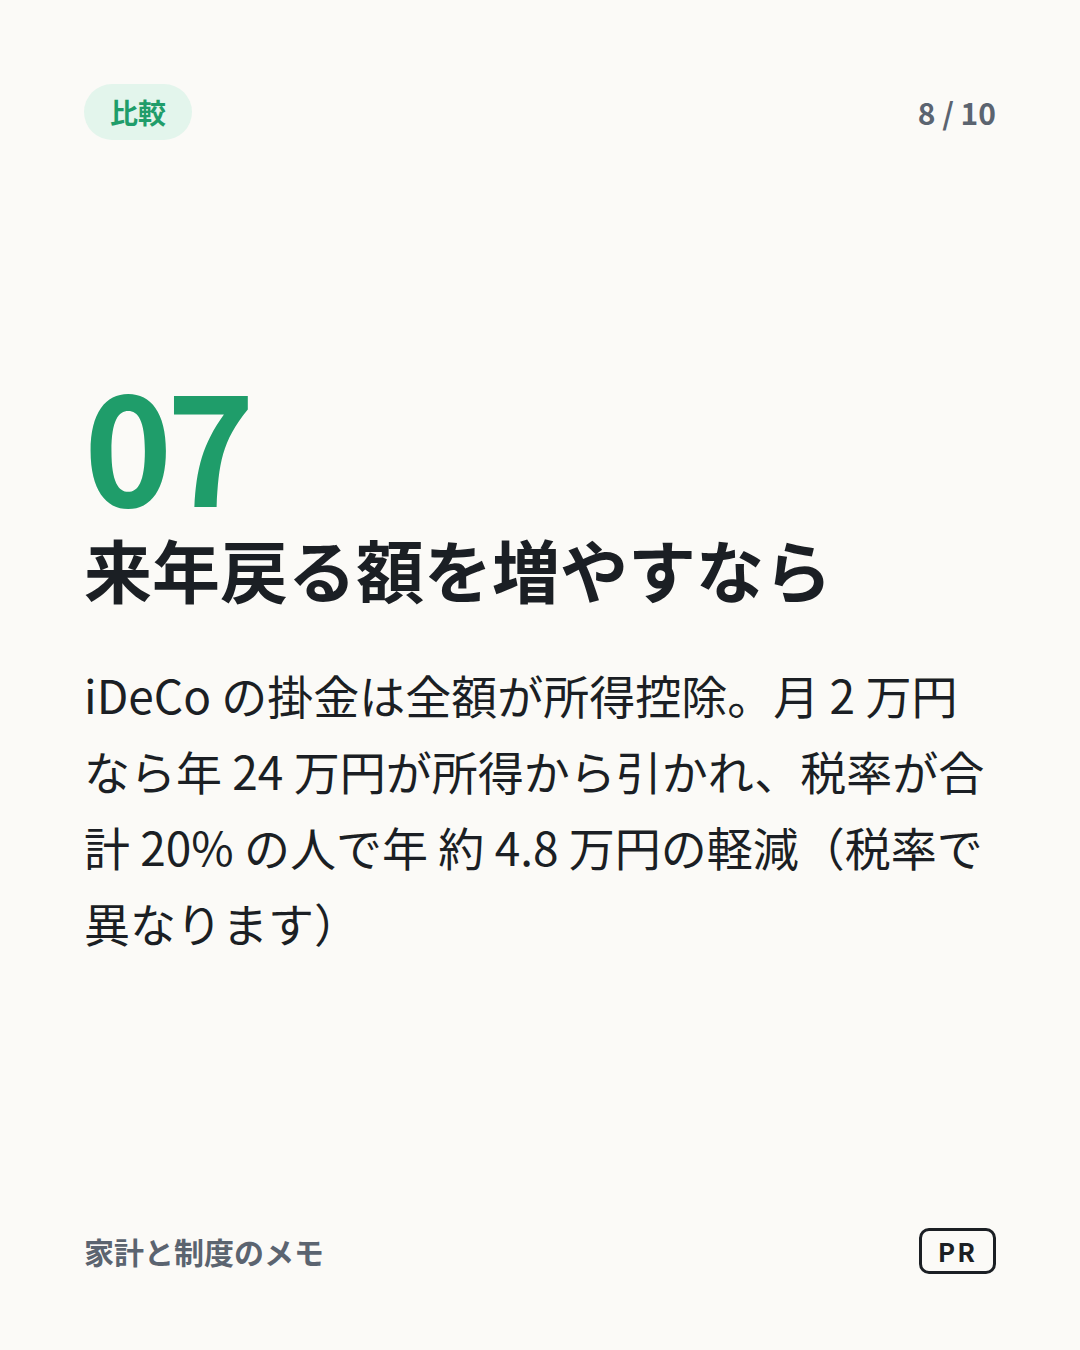 比較
8 / 10
07
来年戻る額を増やすなら
iDeCo の掛金は全額が所得控除。月 2 万円
なら年 24 万円が所得から引かれ、税率が合
計 20% の人で年 約 4.8 万円の軽減（税率で
異なります）
家計と制度のメモ
PR